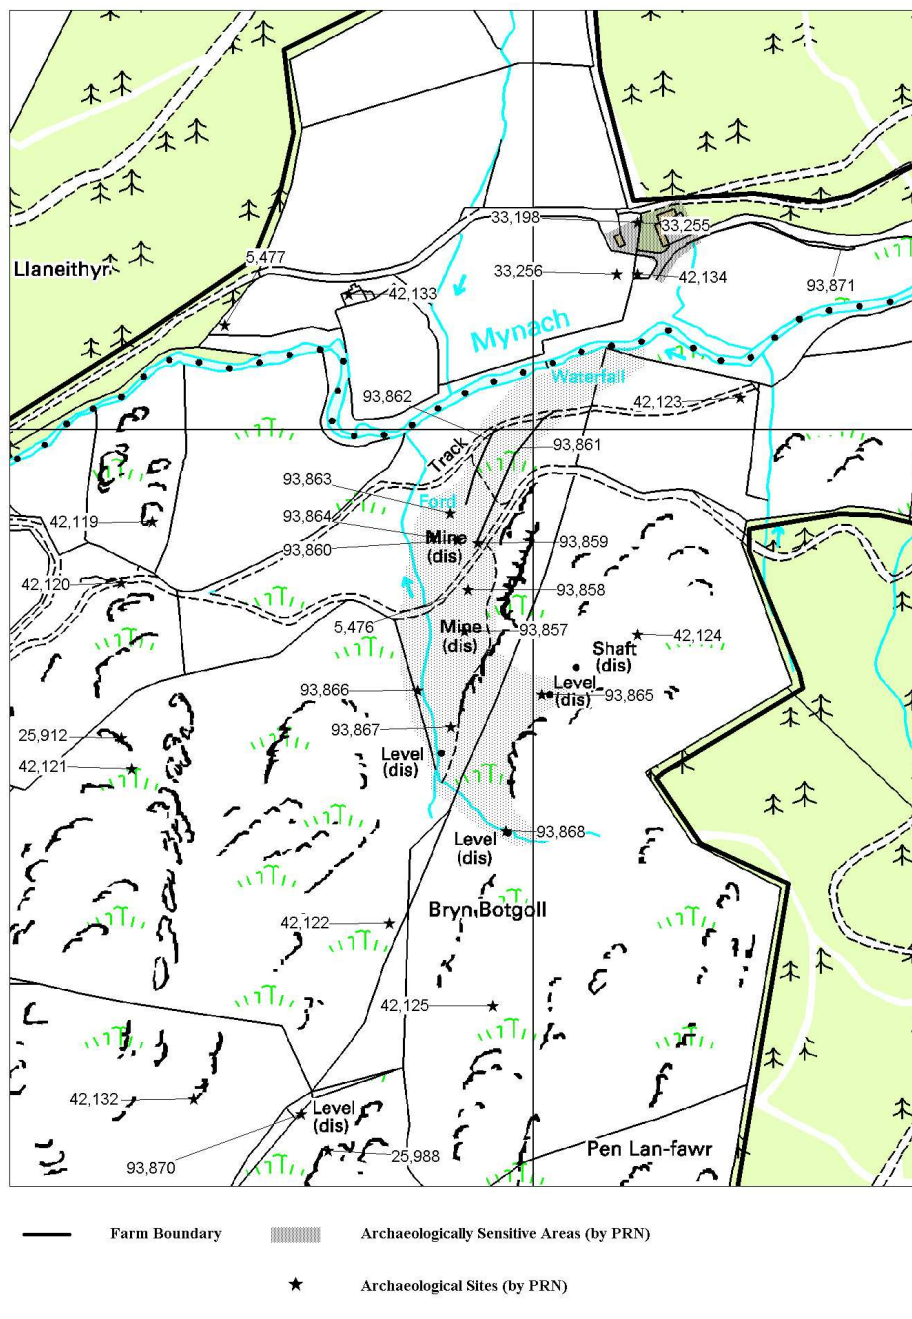 33,198
33,255
5,477
Llaneithyr
33,256
42,134
93,871
42,133
Mynach
Waterfall
93,862
42,123
Track
93,861
93,863
Ford
93,864
42,119
Mine
(dis)
93,860
93,859
42,120
93,858
5,476
Mine
(dis)
93,857
42,124
Shaft
(dis)
Level
(dis)
93,865
93,866
25,912
93,867
42,121
Level
(dis)
Level
(dis)
93,868
Bryn Botgoll
42,122
42,125
42,132
Level
(dis)
93,870
25,988
Pen Lan-fawr
Farm Boundary
Archaeologically Sensitive Areas (by PRN)
Archaeological Sites (by PRN)